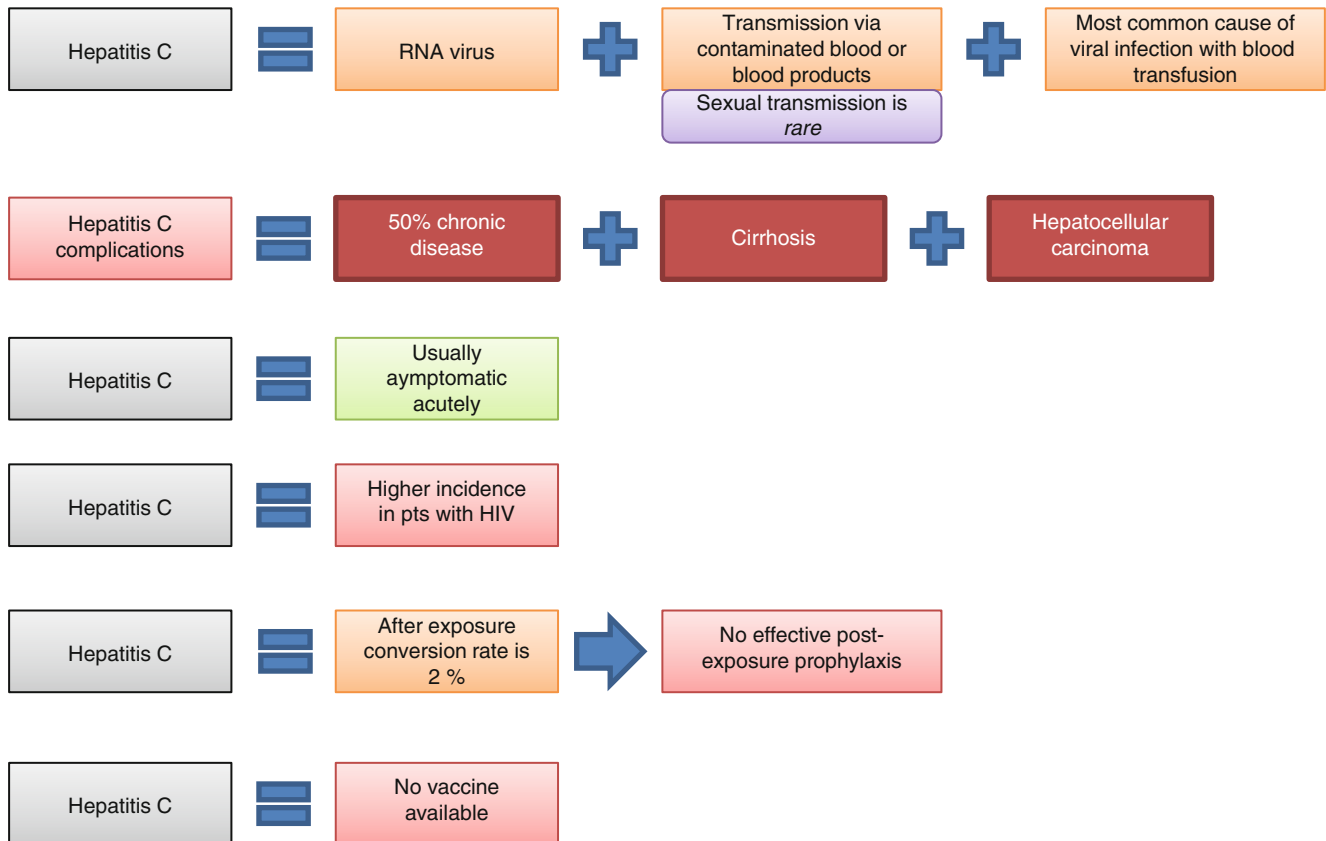 Hepatitis C
RNA virus
Transmission via
contaminated blood or
blood products
Sexual transmission is
rare
Most common cause of
viral infection with blood
transfusion
Hepatitis C
complications
50% chronic
disease
Cirrhosis
Hepatocellular
carcinoma
Hepatitis C
Usually
aymptomatic
acutely
Hepatitis C
Higher incidence
in pts with HIV
Hepatitis C
After exposure
conversion rate is
2 %
No effective post-
exposure prophylaxis
Hepatitis C
No vaccine
available